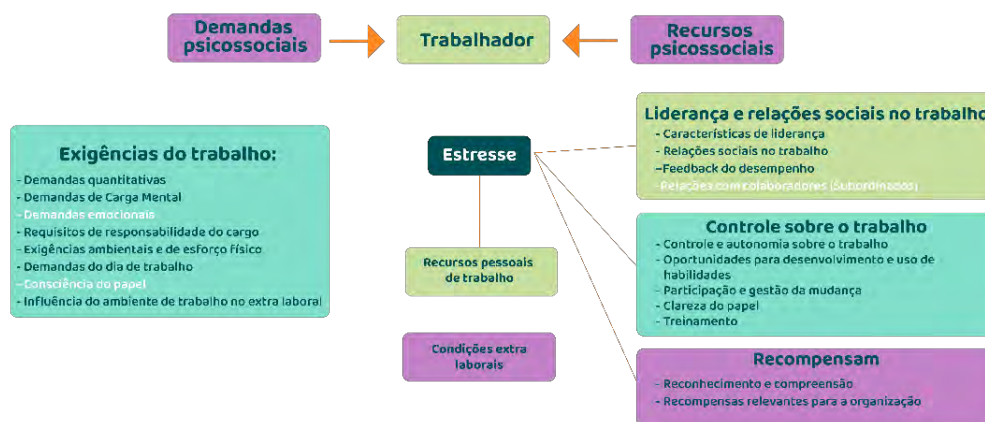 Demandas
psicossociais
Trabalhador
Recursos
psicossociais
Exigências do trabalho:
- Demandas quantitativas
- Demandas de Carga Mental
-Demandas emocionais
- Requisitos de responsabilidade do cargo
- Exigências ambientais e de esforço físico
- Demandas do dia de trabalho
-Consciência do papel
- Influência do ambiente de trabalho no extra laboral
Estresse
Recursos pessoais
de trabalho
Condições extra
laborais
Liderança e relações sociais no trabalho
- Características de liderança
- Relações sociais no trabalho
-Feedback do desempenho
-Relações com colaboradores (Subordinados)
Controle sobre o trabalho
- Controle e autonomia sobre o trabalho
- Oportunidades para desenvolvimento e uso de
habilidades
- Participação e gestão da mudança
- Clareza do papel
- Treinamento
Recompensam
- Reconhecimento e compreensão
- Recompensas relevantes para a organização